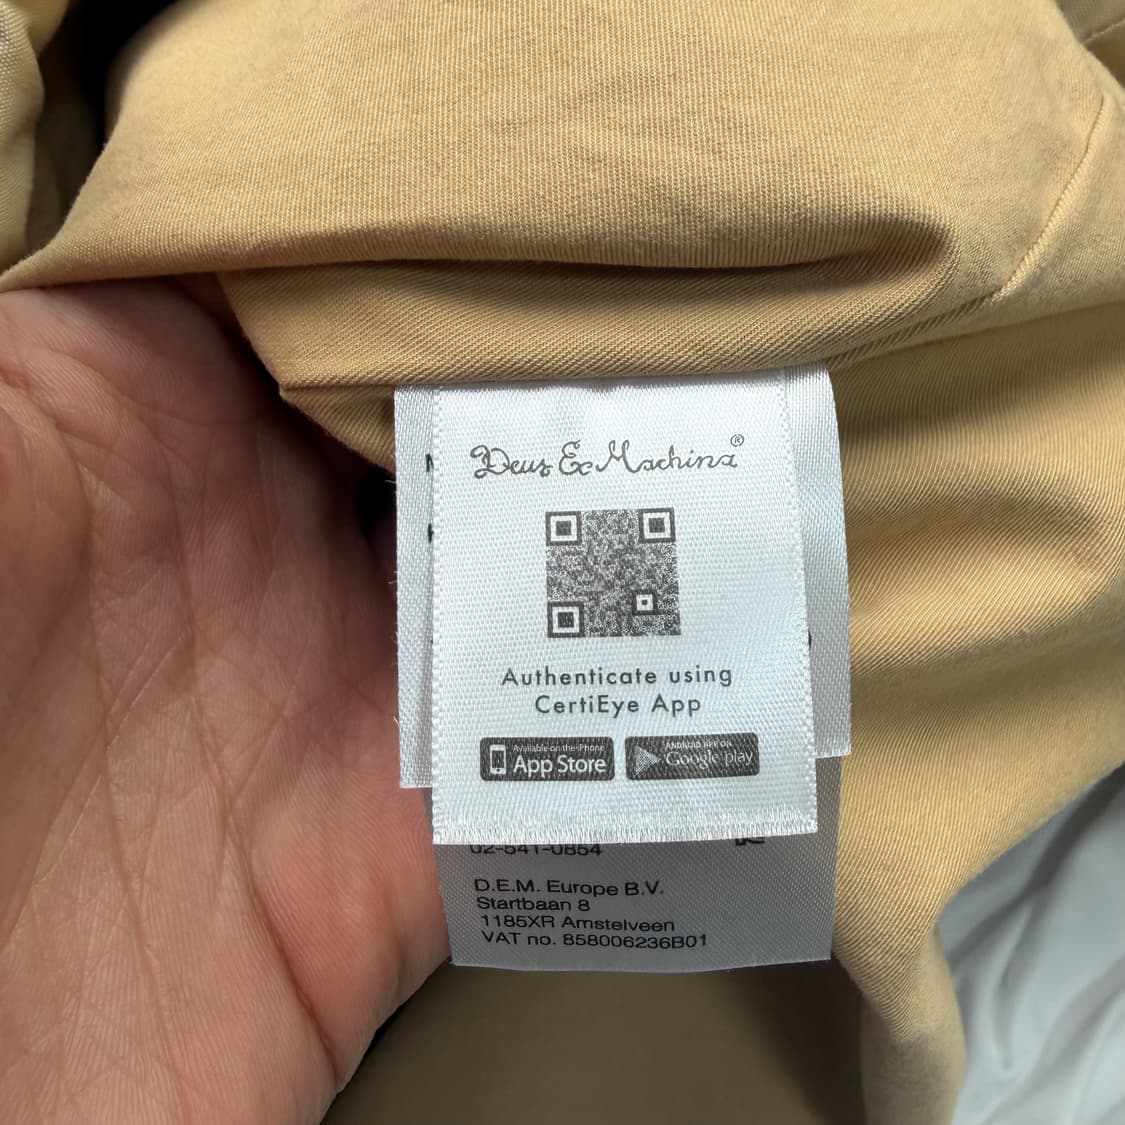 Deus Ex Machina®
Authenticate using
CertiEye App
Available on the iPhone
App Store
ANDROID APP ON
Google play
02-541-0854
D.E.M. Europe B.V.
Startbaan 8
1185XR Amstelveen
VAT no. 858006236B01